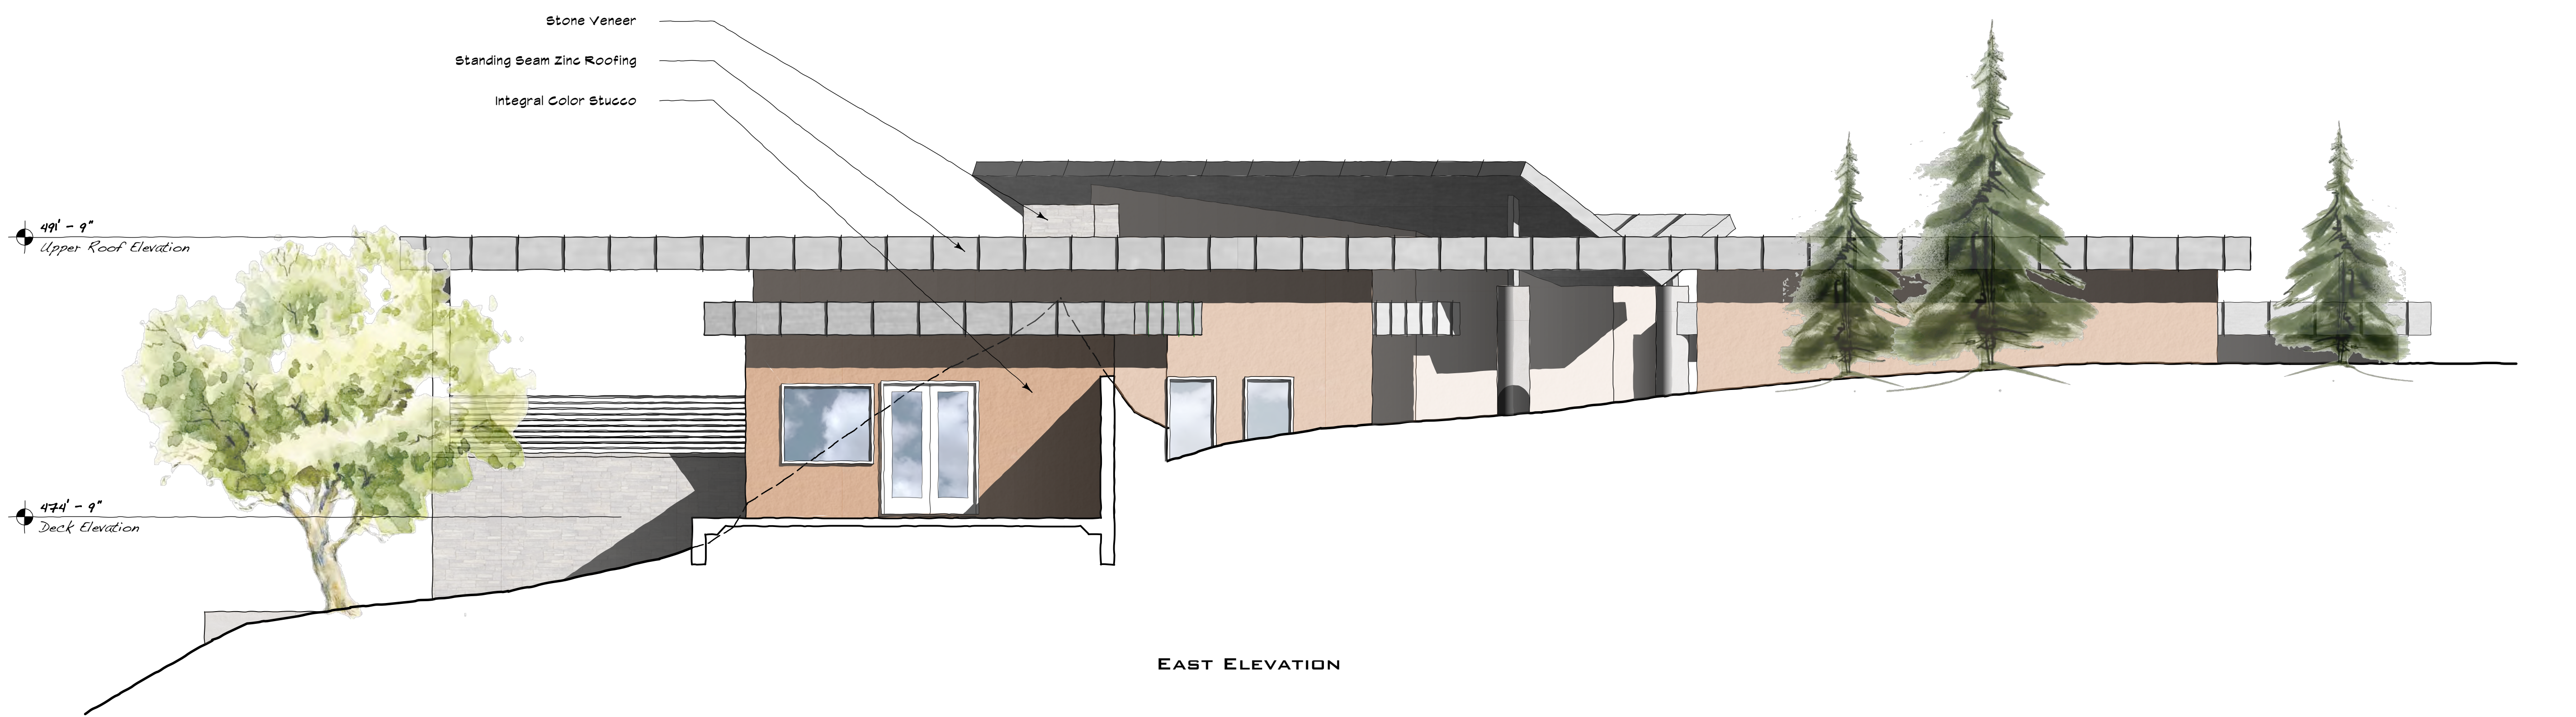 Stone Veneer
Standing Seam Zinc Roofing
Integral Color Stucco
491' - 9"
Upper Roof Elevation
474' - 9"
Deck Elevation
East Elevation